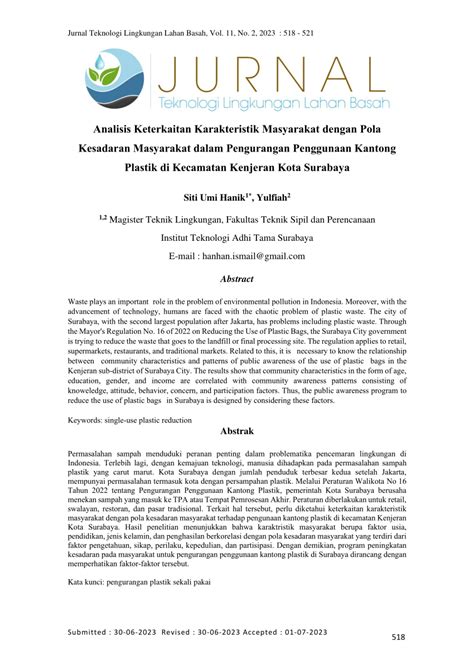 Jurnal Teknologi Lingkungan Lahan Basah, Vol. 11, No. 2, 2023 : 518 - 521
JURNAL
Teknologi Lingkungan Lahan Basah
Analisis Keterkaitan Karakteristik Masyarakat dengan Pola
Kesadaran Masyarakat dalam Pengurangan Penggunaan Kantong
Plastik di Kecamatan Kenjeran Kota Surabaya
Siti Umi Hanik1*, Yulfiah2
1,2 Magister Teknik Lingkungan, Fakultas Teknik Sipil dan Perencanaan
Institut Teknologi Adhi Tama Surabaya
E-mail : hanhan.ismail@gmail.com
Abstract
Waste plays an important role in the problem of environmental pollution in Indonesia. Moreover, with the
advancement of technology, humans are faced with the chaotic problem of plastic waste. The city of
Surabaya, with the second largest population after Jakarta, has problems including plastic waste. Through
the Mayor's Regulation No. 16 of 2022 on Reducing the Use of Plastic Bags, the Surabaya City government
is trying to reduce the waste that goes to the landfill or final processing site. The regulation applies to retail,
supermarkets, restaurants, and traditional markets. Related to this, it is necessary to know the relationship
between community characteristics and patterns of public awareness of the use of plastic bags in the
Kenjeran sub-district of Surabaya City. The results show that community characteristics in the form of age,
education, gender, and income are correlated with community awareness patterns consisting of
knowledge, attitude, behavior, concern, and participation factors. Thus, the public awareness program to
reduce the use of plastic bags in Surabaya is designed by considering these factors.
Keywords: single-use plastic reduction
Abstrak
Permasalahan sampah menduduki peranan penting dalam problematika pencemaran lingkungan di
Indonesia. Terlebih lagi, dengan kemajuan teknologi, manusia dihadapkan pada permasalahan sampah
plastik yang carut marut. Kota Surabaya dengan jumlah penduduk terbesar kedua setelah Jakarta,
mempunyai permasalahan termasuk kota dengan persampahan plastik. Melalui Peraturan Walikota No 16
Tahun 2022 tentang Pengurangan Penggunaan Kantong Plastik, pemerintah Kota Surabaya berusaha
menekan sampah yang masuk ke TPA atau Tempat Pemrosesan Akhir. Peraturan diberlakukan untuk retail,
swalayan, restoran, dan pasar tradisional. Terkait hal tersebut, perlu diketahui keterkaitan karakteristik
masyarakat dengan pola kesadaran masyarakat terhadap pengunaan kantong plastik di kecamatan Kenjeran
Kota Surabaya. Hasil penelitian menunjukkan bahwa karaktristik masyarakat berupa faktor usia,
pendidikan, jenis kelamin, dan penghasilan berkorelasi dengan pola kesadaran masyarakat yang terdiri dari
faktor pengetahuan, sikap, perilaku, kepedulian, dan partisipasi. Dengan demikian, program peningkatan
kesadaran pada masyarakat untuk pengurangan penggunaan kantong plastik di Surabaya dirancang dengan
memperhatikan faktor-faktor tersebut.
Kata kunci: pengurangan plastik sekali pakai
Submitted : 30-06-2023 Revised : 30-06-2023 Accepted : 01-07-2023
518